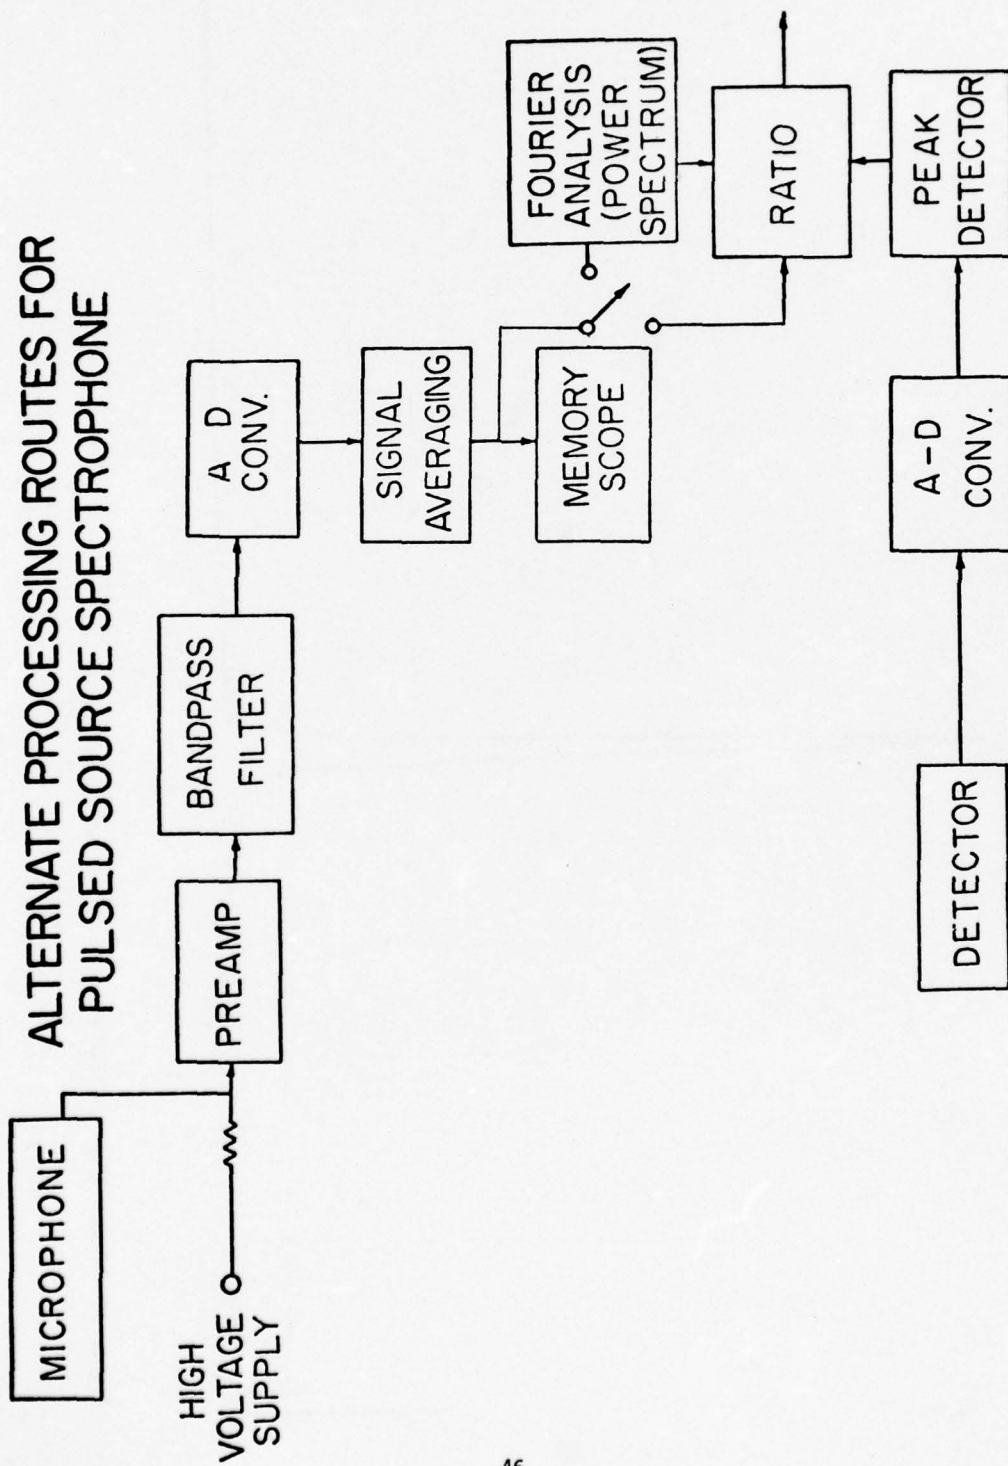 ALTERNATE PROCESSING ROUTES FOR
PULSED SOURCE SPECTROPHONE
MICROPHONE
HIGH
VOLTAGE
SUPPLY
PREAMP
BANDPASS
FILTER
A D
CONV.
SIGNAL
AVERAGING
MEMORY
SCOPE
FOURIER
ANALYSIS
(POWER
SPECTRUM)
RATIO
PEAK
DETECTOR
A-D
CONV.
DETECTOR